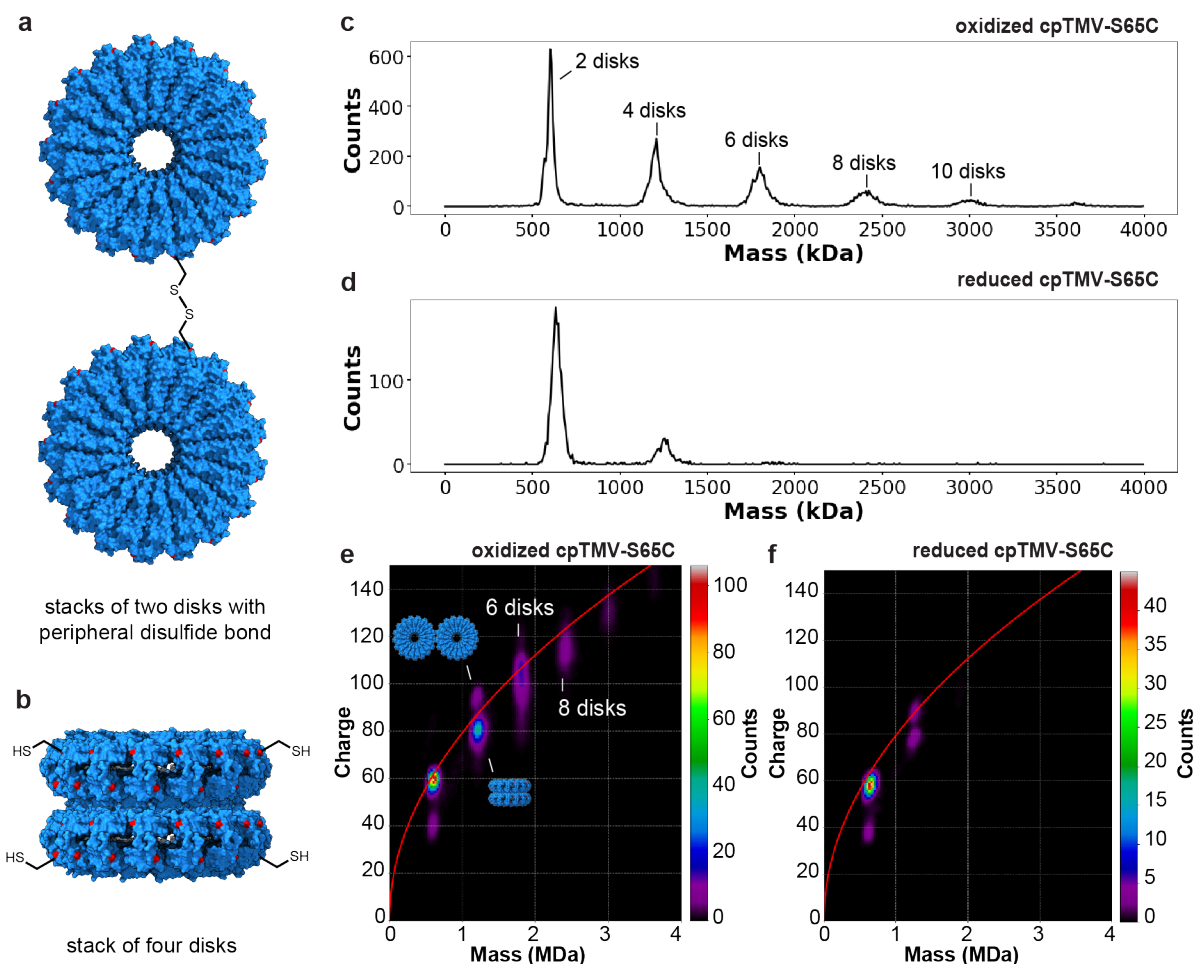 a
S
S
stacks of two disks with
peripheral disulfide bond
b
HS
SH
HS
SH
stack of four disks
c
oxidized cpTMV-S65C
Counts
600
400
200
0
2 disks
4 disks
6 disks
8 disks
10 disks
0 500 1000 1500 2000 2500 3000 3500 4000
Mass (kDa)
d
reduced cpTMV-S65C
Counts
100
0
0 500 1000 1500 2000 2500 3000 3500 4000
Mass (kDa)
e
oxidized cpTMV-S65C
Charge
140
120
100
80
60
40
20
0
6 disks
8 disks
0 1 2 3 4
Mass (MDa)
100
80
60
40
20
0
Counts
f
reduced cpTMV-S65C
Charge
140
120
100
80
60
40
20
0
0 1 2 3 4
Mass (MDa)
40
35
30
25
20
15
10
5
0
Counts